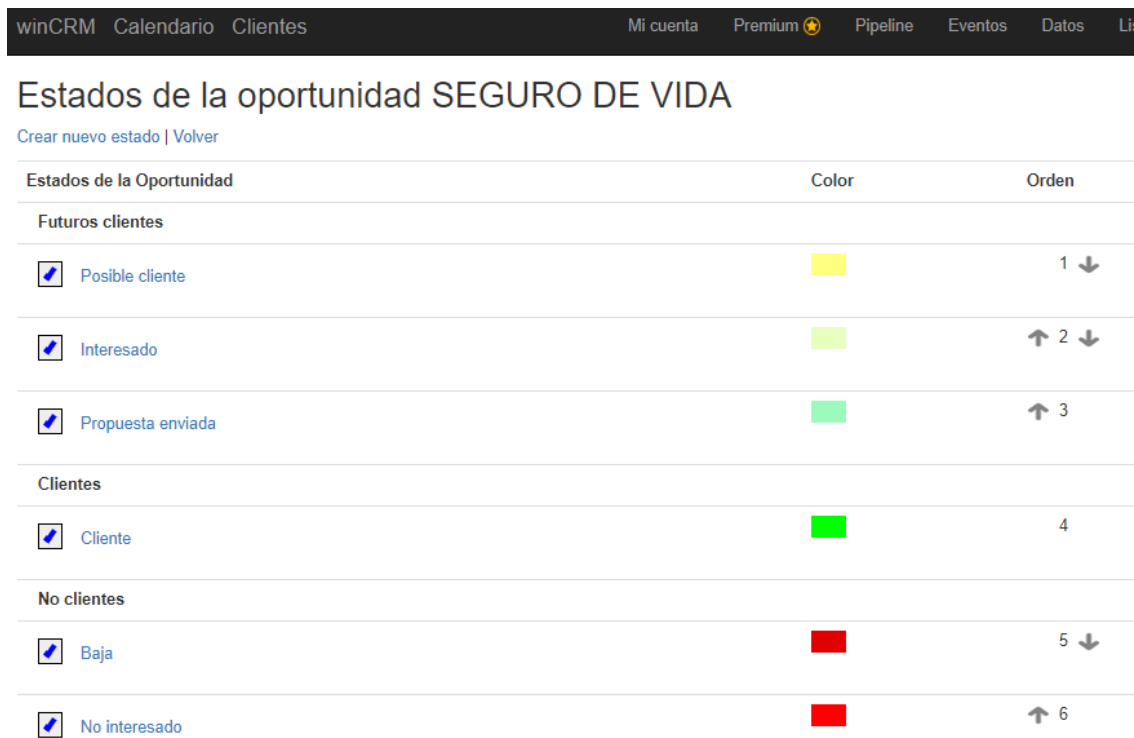 winCRM Calendario Clientes Mi cuenta Premium Pipeline Eventos Datos
Estados de la oportunidad SEGURO DE VIDA
Crear nuevo estado | Volver
Estados de la Oportunidad Color Orden
Futuros clientes
Posible cliente 1
Interesado 2
Propuesta enviada 3
Clientes
Cliente 4
No clientes
Baja 5
No interesado 6